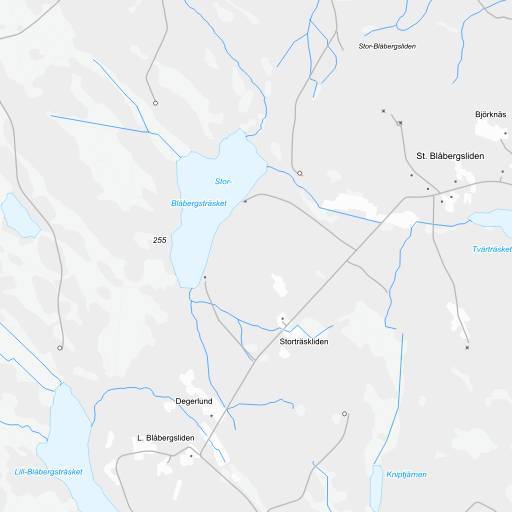 Stor-Blåbergsliden
Björknäs
St. Blåbergsliden
Stor-
Blåbergsträsket
255
Tvärträsket
Storträskliden
Degerlund
L. Blåbergsliden
Lill-Blåbergsträsket
Kniptjärnen